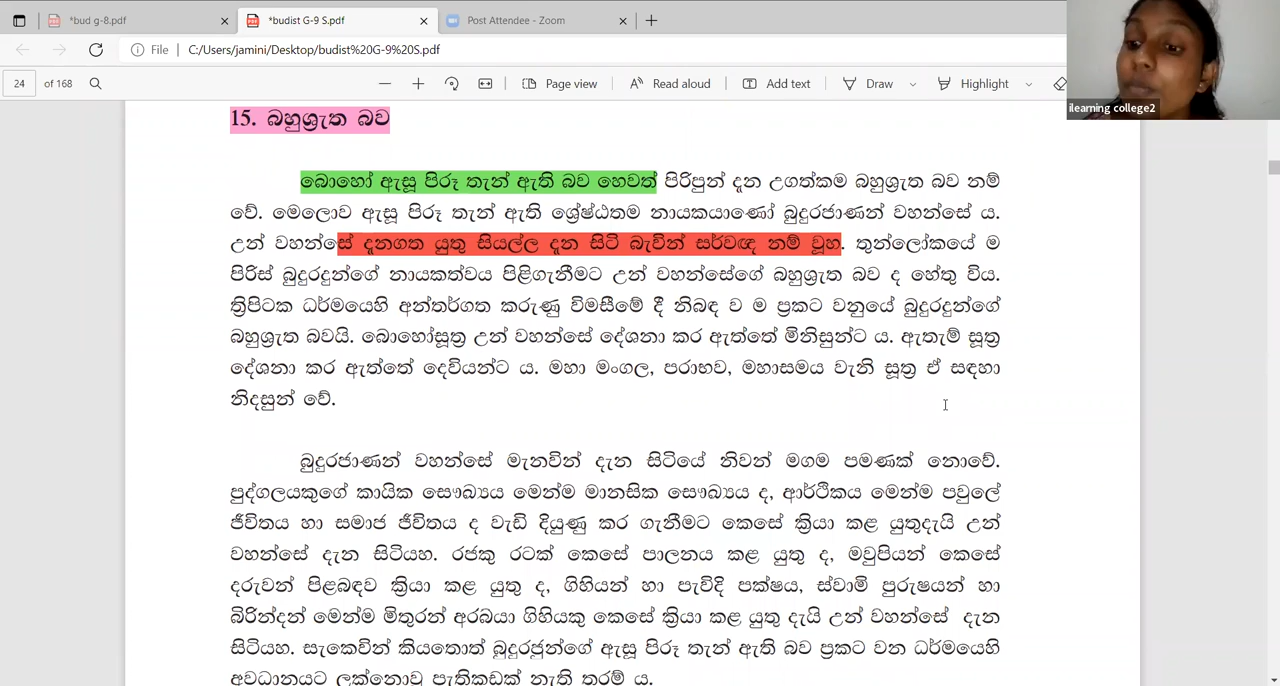 *bud g-8.pdf
*budist G-9 S.pdf
Post Attendee - Zoom
File C:/Users/jamini/Desktop/budist%20G-9%20S.pdf
24 of 168 Page view Read aloud Add text Draw Highlight
ilearning college2
15. බහුශ්‍රැත බව
බොහෝ ඇසූ පිරූ තැන් ඇති බව හෙවත් පිරිපුන් දැන උගත්කම බහුශ්‍රැත බව නම්
වේ. මෙලොව ඇසූ පිරූ තැන් ඇති ශ්‍රේෂ්ඨතම නායකයාණෝ බුදුරජාණන් වහන්සේ ය.
උන් වහන්සේ දැනගත යුතු සියල්ල දැන සිටි බැවින් සර්වඥ නම් වූහ. තුන්ලෝකයේ ම
පිරිස් බුදුරදුන්ගේ නායකත්වය පිළිගැනීමට උන් වහන්සේගේ බහුශ්‍රැත බව ද හේතු විය.
ත්‍රිපිටක ධර්මයෙහි අන්තර්ගත කරුණු විමසීමේ දී නිබඳ ව ම ප්‍රකට වනුයේ බුදුරදුන්ගේ
බහුශ්‍රැත බවයි. බොහෝසූත්‍ර උන් වහන්සේ දේශනා කර ඇත්තේ මිනිසුන්ට ය. ඇතැම් සූත්‍ර
දේශනා කර ඇත්තේ දෙවියන්ට ය. මහා මංගල, පරාභව, මහාසමය වැනි සූත්‍ර ඒ සඳහා
නිදසුන් වේ.
බුදුරජාණන් වහන්සේ මැනවින් දැන සිටියේ නිවන් මගම පමණක් නොවේ.
පුද්ගලයකුගේ කායික සෞඛ්‍යය මෙන්ම මානසික සෞඛ්‍යය ද, ආර්ථිකය මෙන්ම පවුලේ
ජීවිතය හා සමාජ ජීවිතය ද වැඩි දියුණු කර ගැනීමට කෙසේ ක්‍රියා කළ යුතුදැයි උන්
වහන්සේ දැන සිටියහ. රජකු රටක් කෙසේ පාලනය කළ යුතු ද, මවුපියන් කෙසේ
දරුවන් පිළබඳව ක්‍රියා කළ යුතු ද, ගිහියන් හා පැවිදි පක්ෂය, ස්වාමි පුරුෂයන් හා
බිරින්දන් මෙන්ම මිතුරන් අරබයා ගිහියකු කෙසේ ක්‍රියා කළ යුතු දැයි උන් වහන්සේ දැන
සිටියහ. සැකෙවින් කියතොත් බුදුරජුන්ගේ ඇසූ පිරූ තැන් ඇති බව ප්‍රකට වන ධර්මයෙහි
අවධානයට ලක්නොවූ පැතිකඩක් නැති තරම් ය.